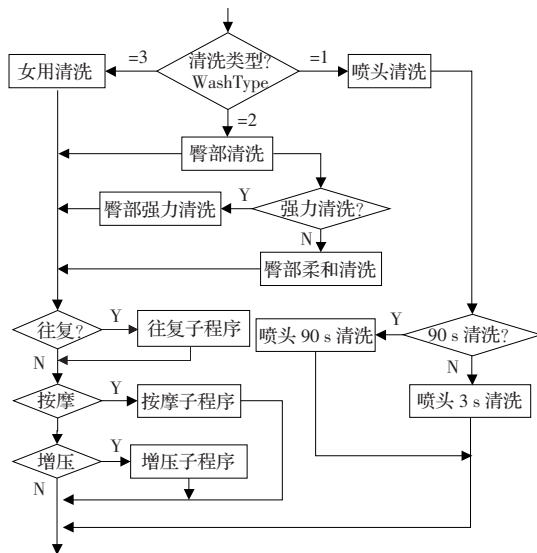 清洗类型?
WashType
=3
=1
=2
女用清洗
喷头清洗
臀部清洗
臀部强力清洗
Y
强力清洗?
N
臀部柔和清洗
往复?
Y
往复子程序
N
喷头 90 s 清洗
Y
90 s 清洗?
N
按摩
Y
按摩子程序
喷头 3 s 清洗
增压
Y
增压子程序
N